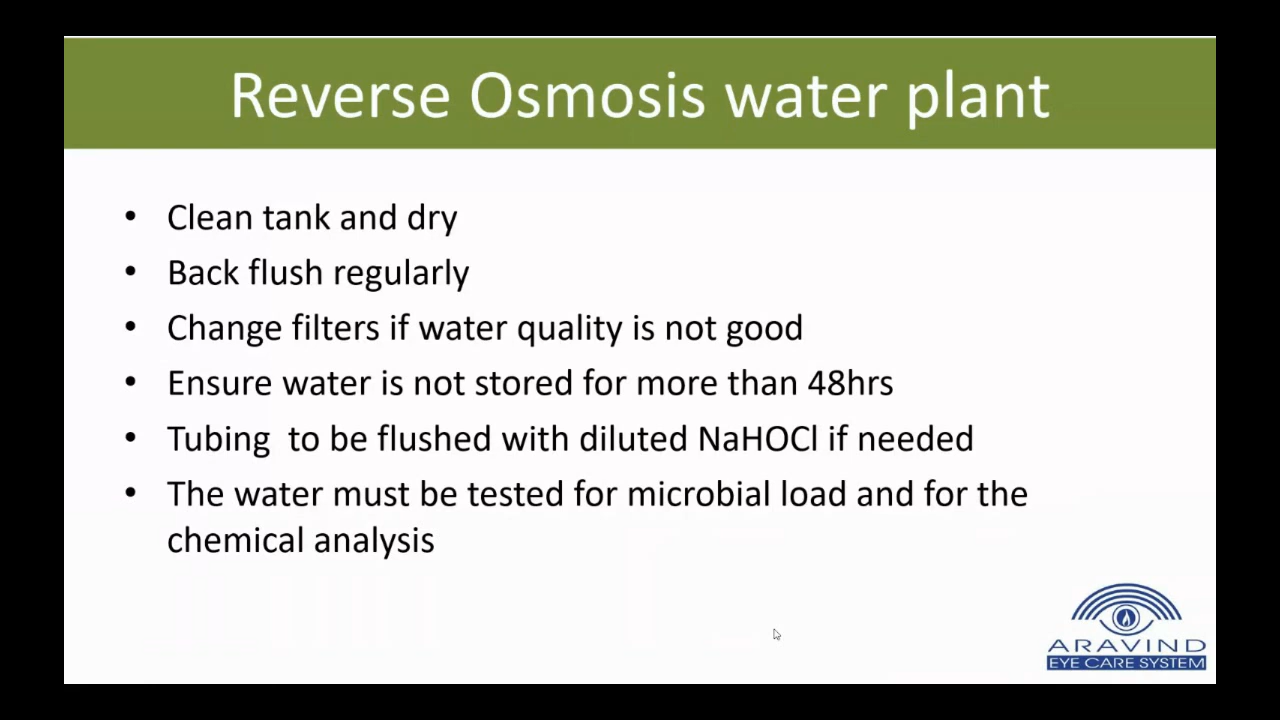 Reverse Osmosis water plant
• Clean tank and dry
• Back flush regularly
• Change filters if water quality is not good
• Ensure water is not stored for more than 48hrs
• Tubing  to be flushed with diluted NaHOCl if needed
• The water must be tested for microbial load and for the
chemical analysis
ARAVIND
EYE CARE SYSTEM